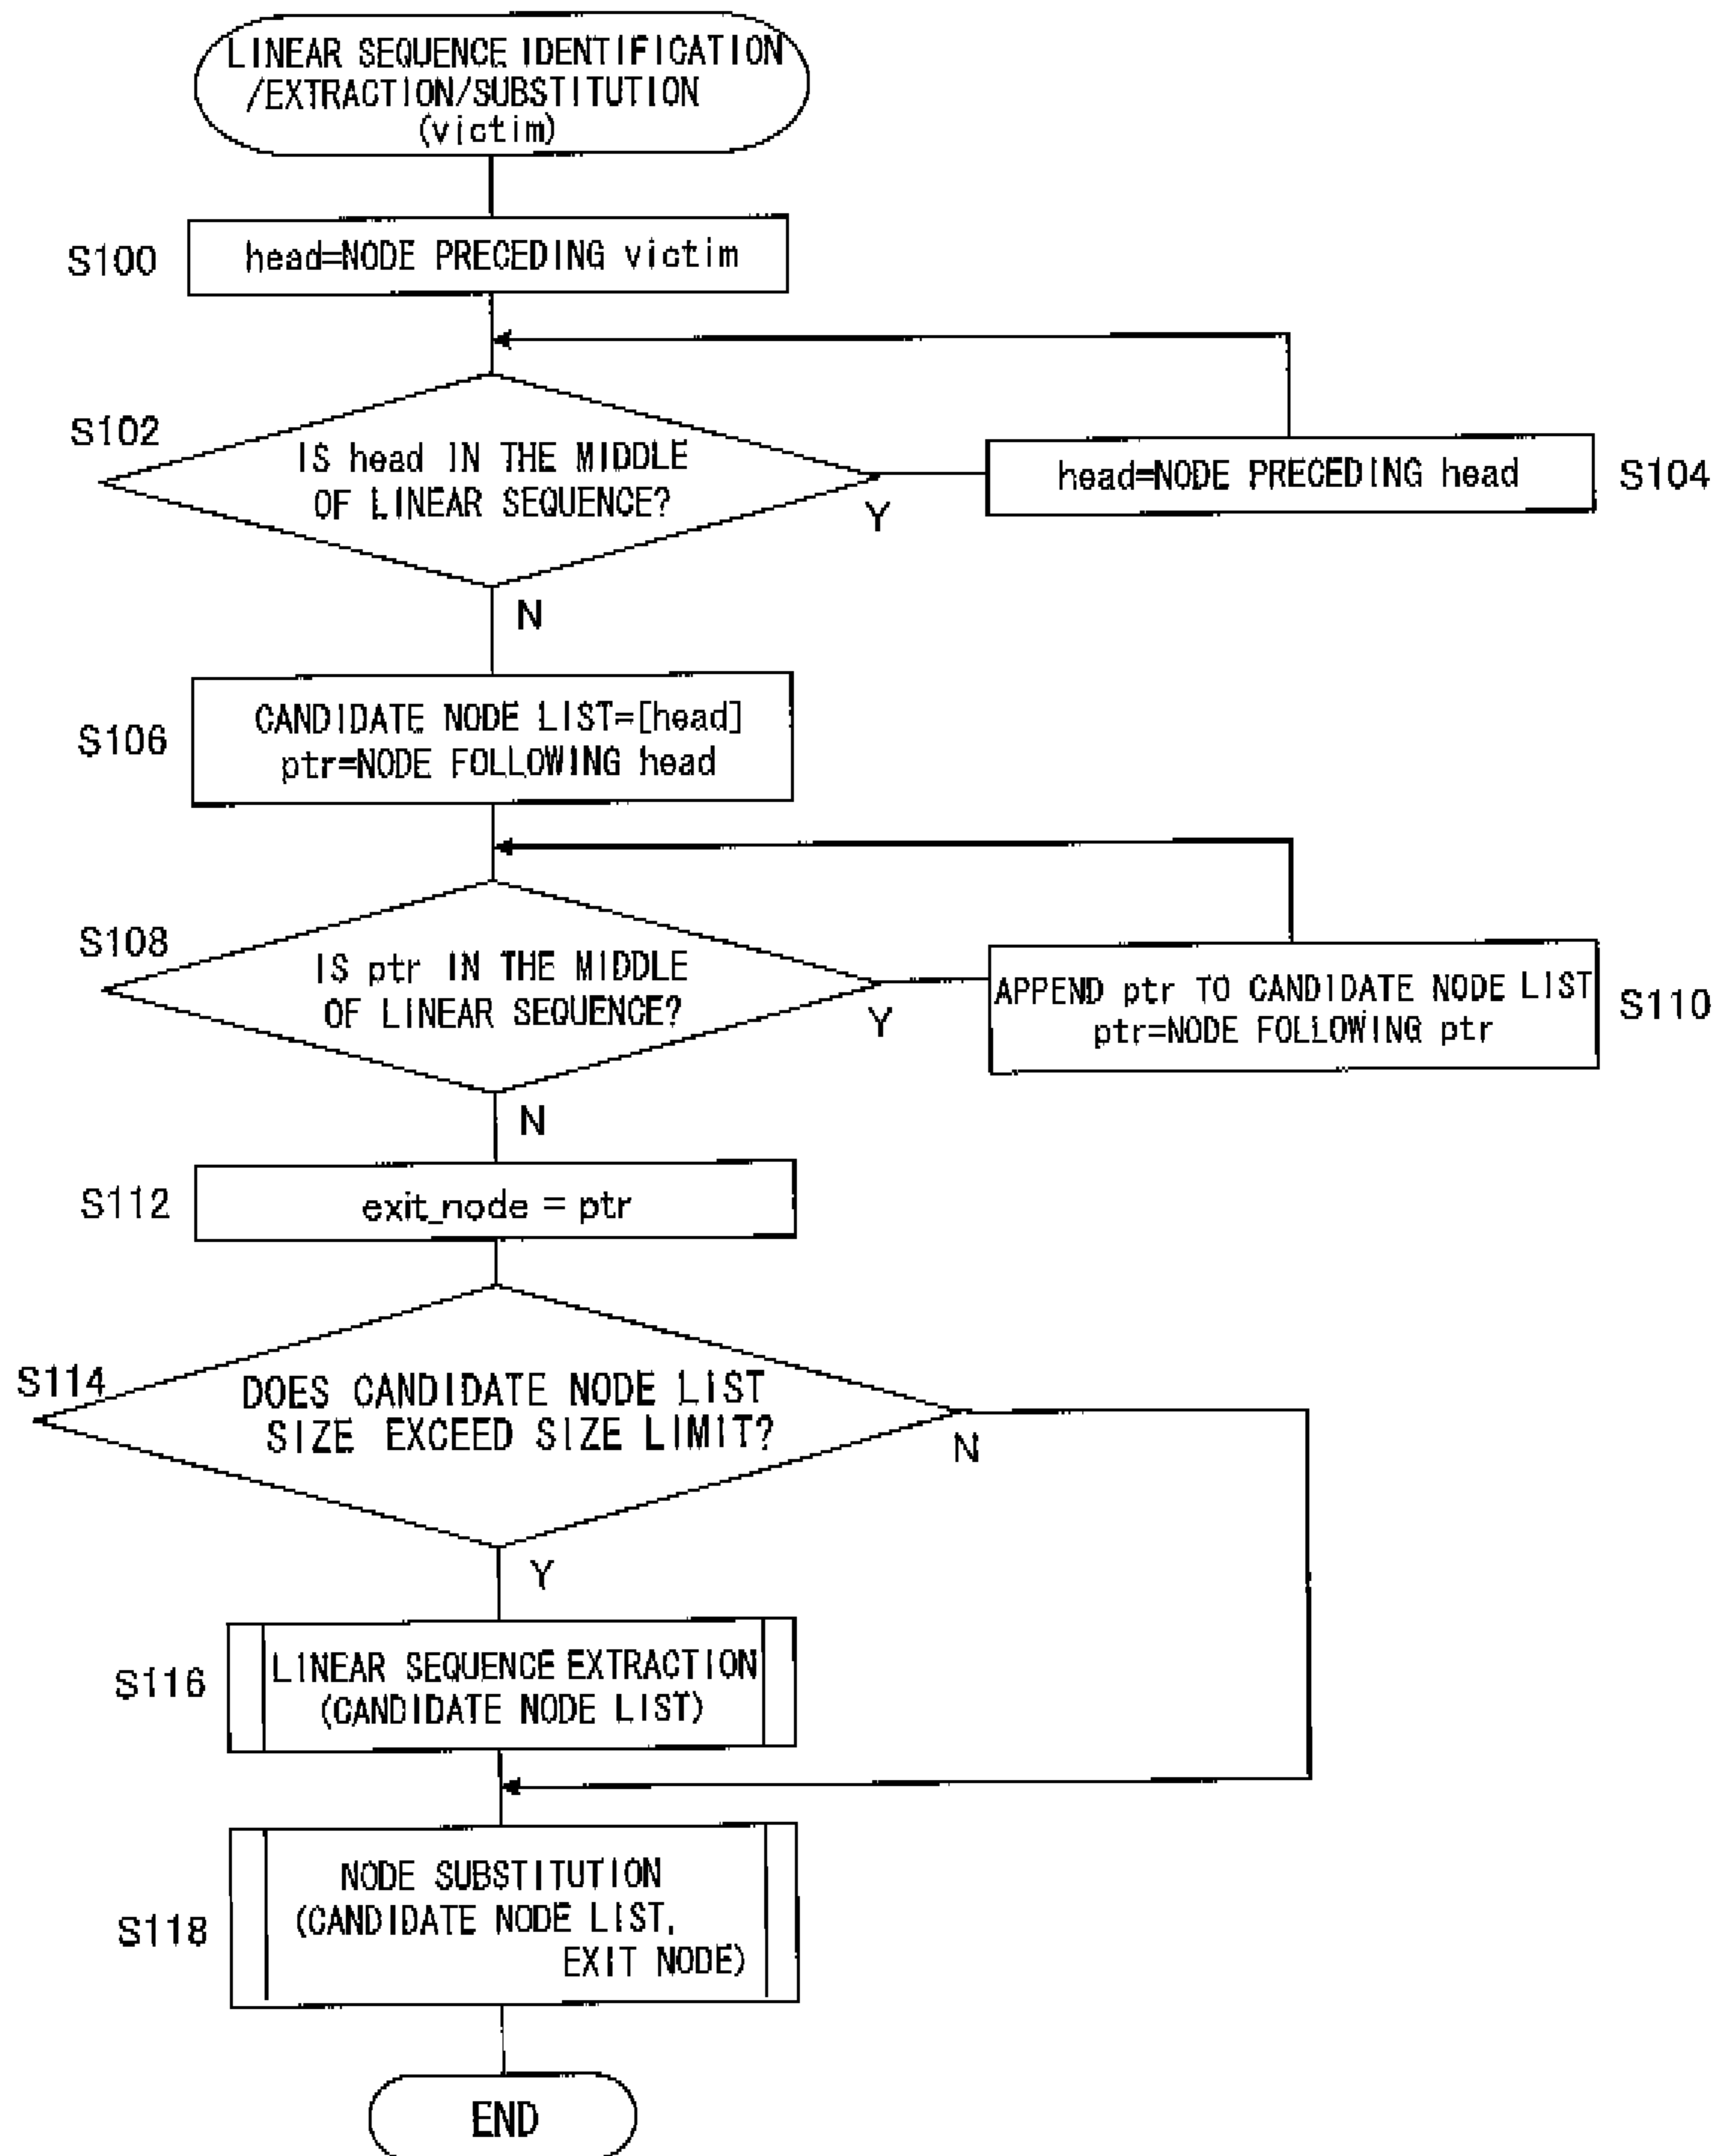 LINEAR SEQUENCE IDENTIFICATION
/EXTRACTION/SUBSTITUTION
(victim)
S100
head=NODE PRECEDING victim
S102
IS head IN THE MIDDLE
OF LINEAR SEQUENCE?
Y
head=NODE PRECEDING head
S104
N
S106
CANDIDATE NODE LIST=[head]
ptr=NODE FOLLOWING head
S108
IS ptr IN THE MIDDLE
OF LINEAR SEQUENCE?
Y
APPEND ptr TO CANDIDATE NODE LIST
ptr=NODE FOLLOWING ptr
S110
N
S112
exit_node = ptr
S114
DOES CANDIDATE NODE LIST
SIZE EXCEED SIZE LIMIT?
N
Y
S116
LINEAR SEQUENCE EXTRACTION
(CANDIDATE NODE LIST)
S118
NODE SUBSTITUTION
(CANDIDATE NODE LIST,
EXIT NODE)
END